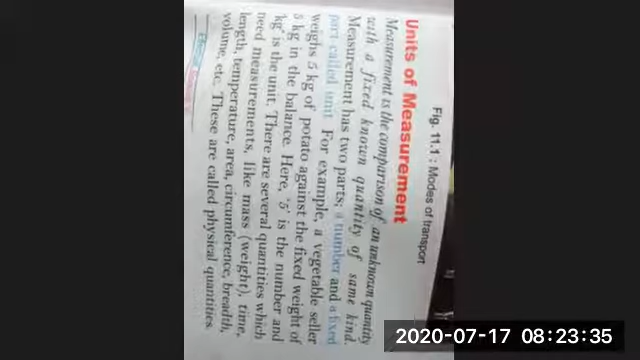 Fig. 11.1 : Modes of transport
Units of Measurement
Measurement is the comparison of an unknown quantity
with a fixed known quantity of same kind.
Measurement has two parts; a number and a fixed
part called unit. For example, a vegetable seller
weighs 5 kg of potato against the fixed weight of
5 kg in the balance. Here, '5' is the number and
kg' is the unit. There are several quantities which
need measurements, like mass (weight), time,
length, temperature, area, circumference, breadth,
volume, etc. These are called physical quantities.
2020-07-17 08:23:35